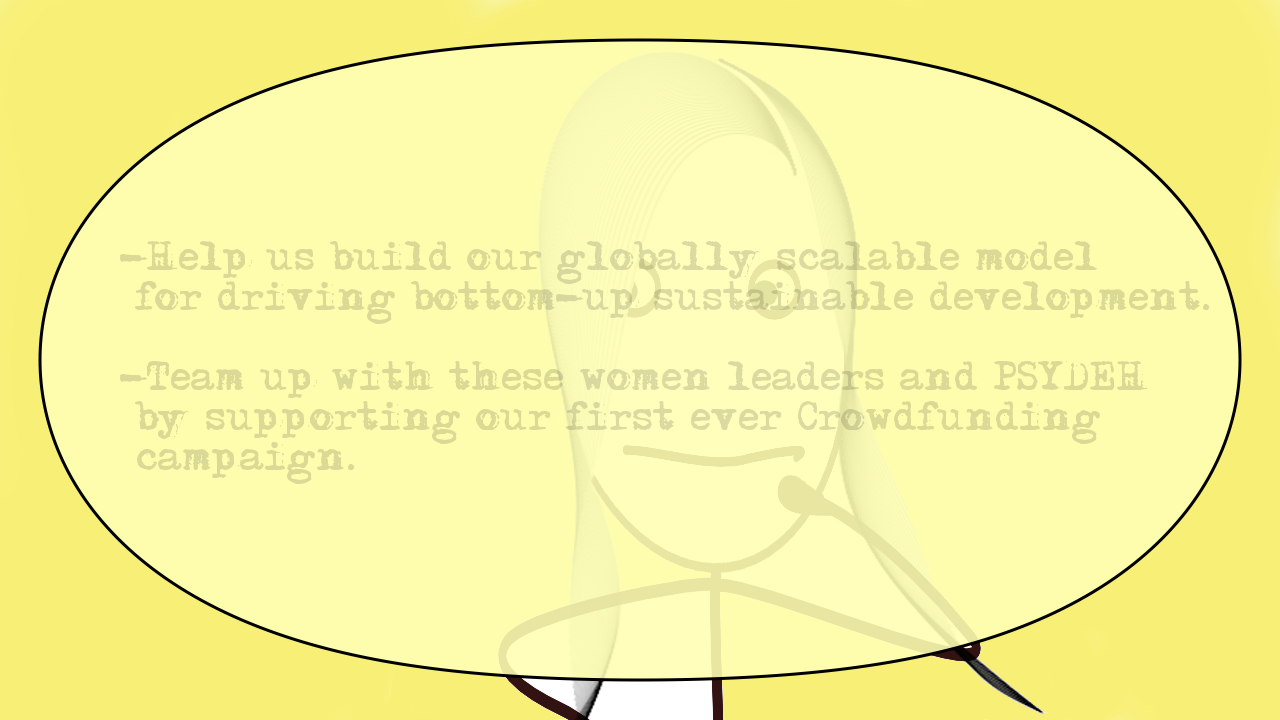 -Help us build our globally scalable model
for driving bottom-up sustainable development.
-Team up with these women leaders and PSYDEH
by supporting our first ever Crowdfunding
campaign.